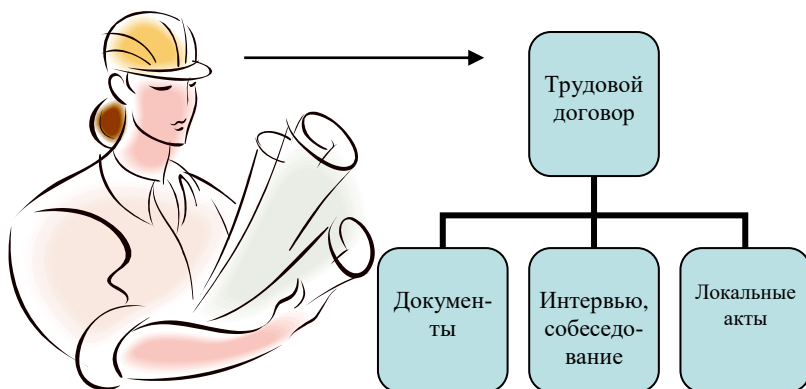 Трудовой
договор
Докумен-
ты
Интервью,
собеседо-
вание
Локальные
акты